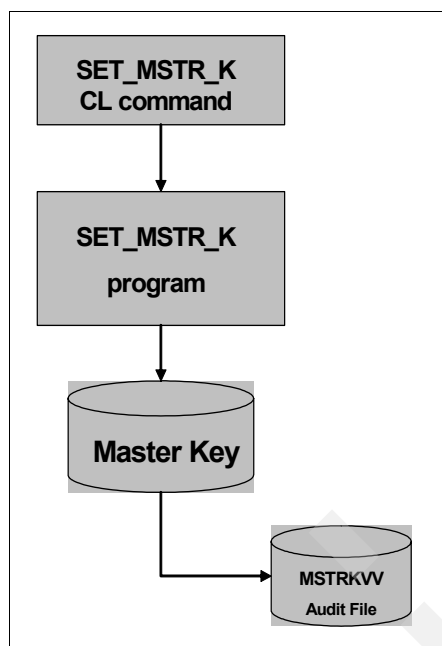 SET_MSTR_K
CL command
SET_MSTR_K
program
Master Key
MSTRKVV
Audit File